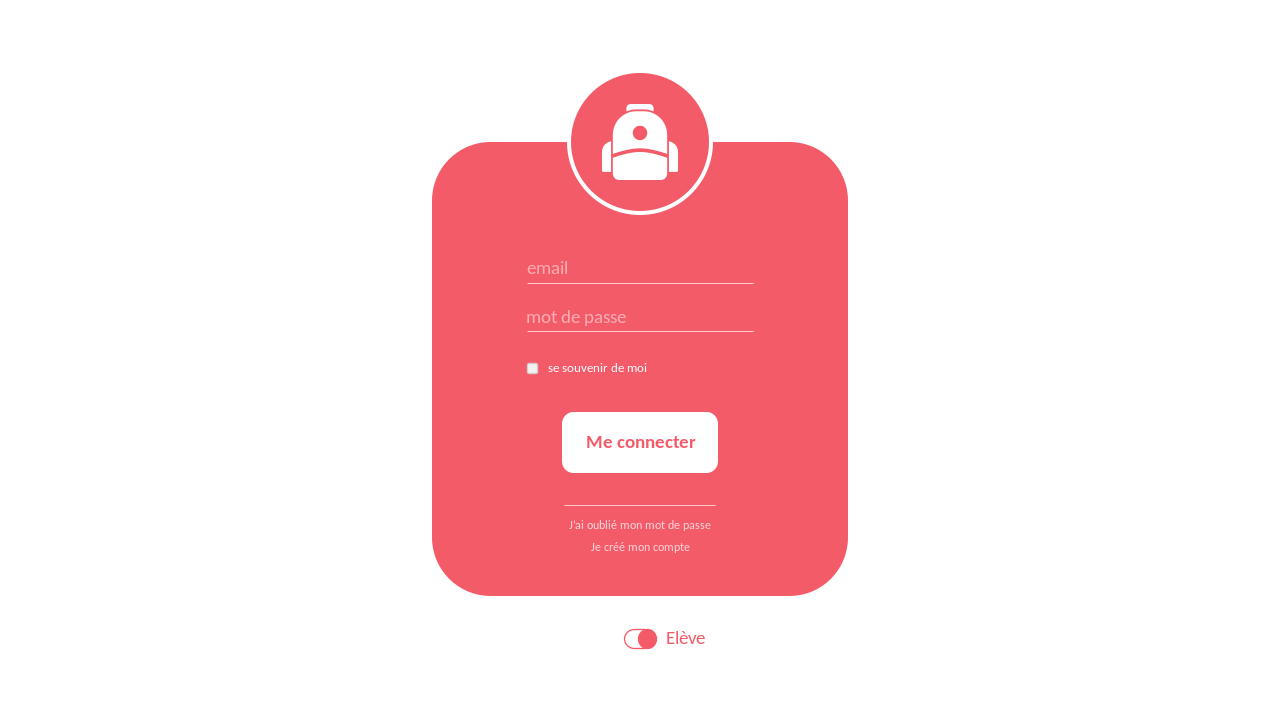 email
mot de passe
se souvenir de moi
Me connecter
J'ai oublié mon mot de passe
Je créé mon compte
Elève